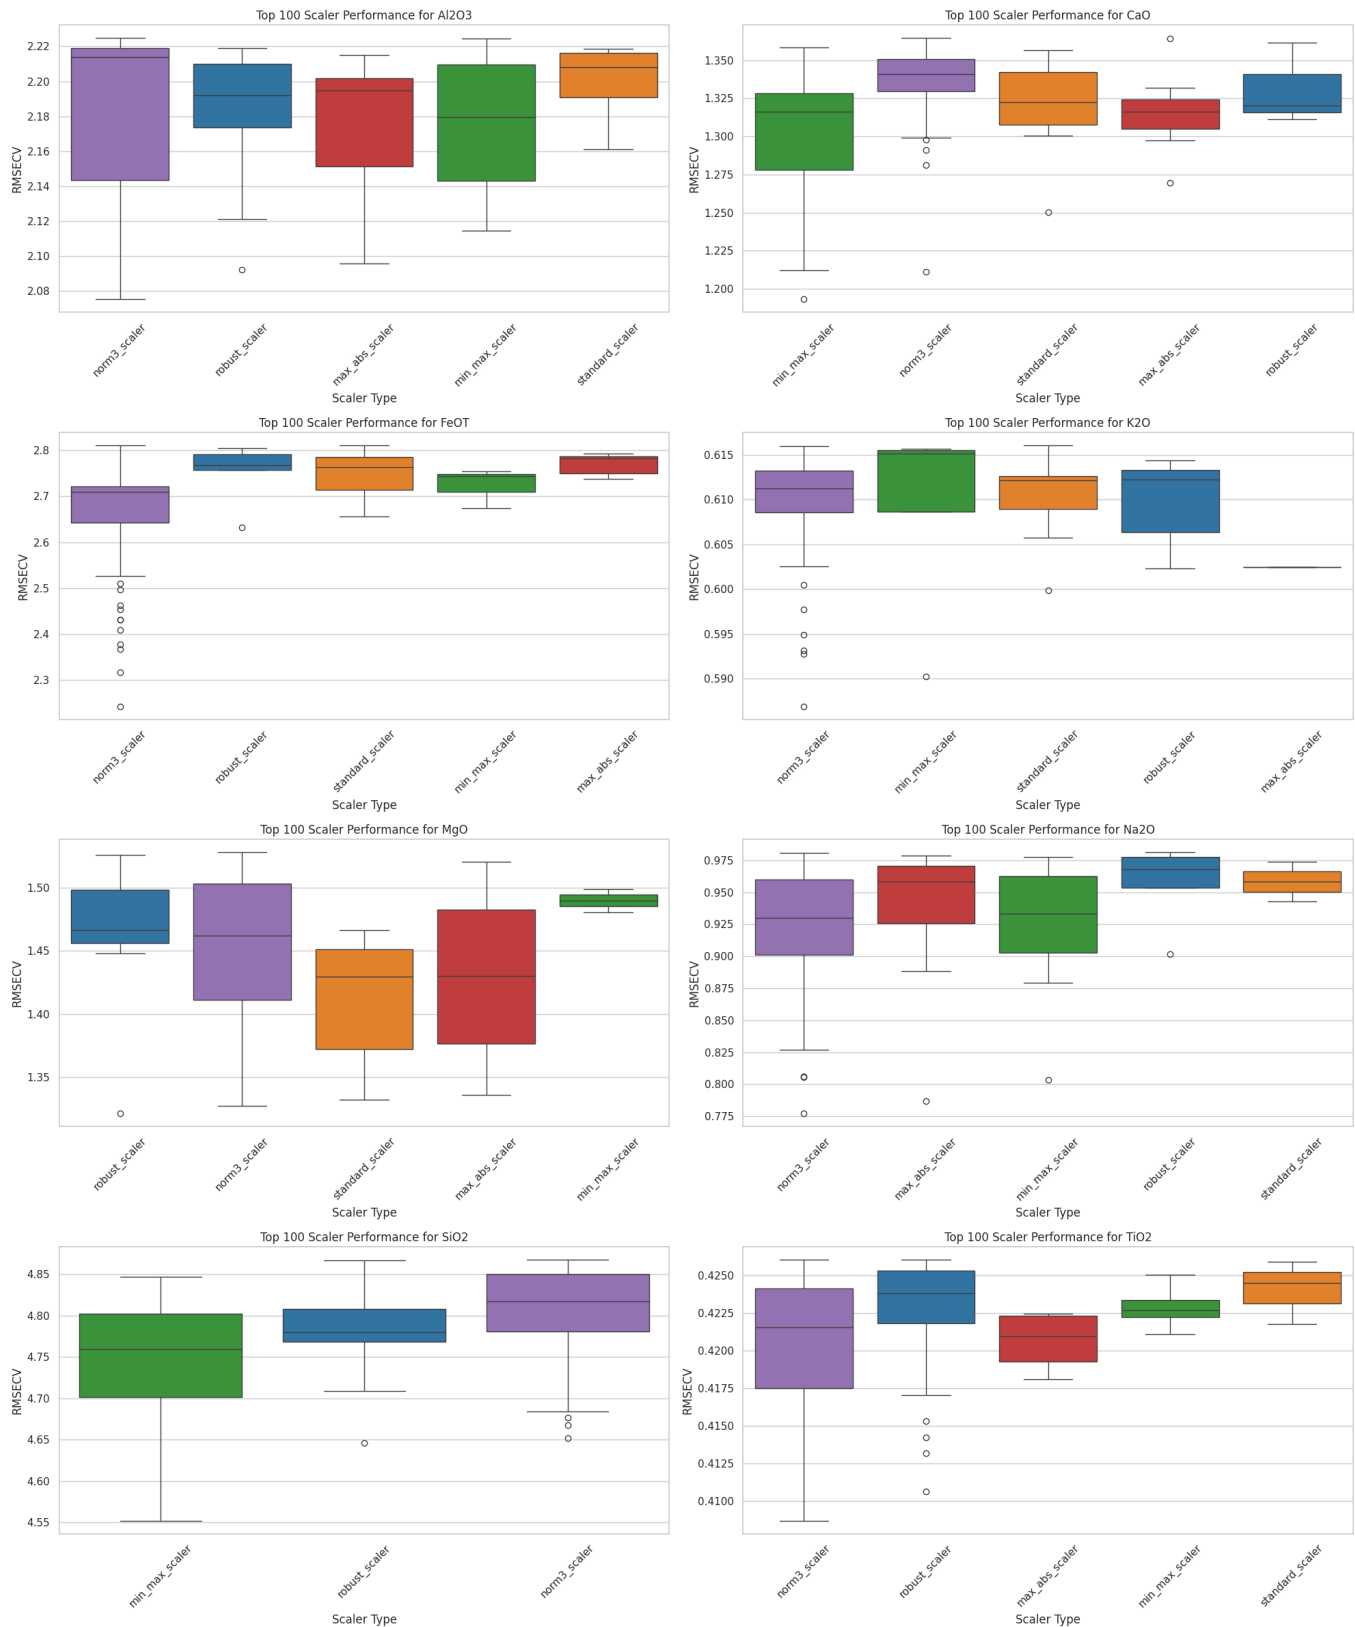 Top 100 Scaler Performance for Al2O3
RMSECV
2.22
2.20
2.18
2.16
2.14
2.12
2.10
2.08
norm3_scaler
robust_scaler
max_abs_scaler
min_max_scaler
standard_scaler
Scaler Type
Top 100 Scaler Performance for CaO
RMSECV
1.350
1.325
1.300
1.275
1.250
1.225
1.200
min_max_scaler
norm3_scaler
standard_scaler
max_abs_scaler
robust_scaler
Scaler Type
Top 100 Scaler Performance for FeOT
RMSECV
2.8
2.7
2.6
2.5
2.4
2.3
norm3_scaler
robust_scaler
standard_scaler
min_max_scaler
max_abs_scaler
Scaler Type
Top 100 Scaler Performance for K2O
RMSECV
0.615
0.610
0.605
0.600
0.595
0.590
norm3_scaler
min_max_scaler
standard_scaler
robust_scaler
max_abs_scaler
Scaler Type
Top 100 Scaler Performance for MgO
RMSECV
1.50
1.45
1.40
1.35
robust_scaler
norm3_scaler
standard_scaler
max_abs_scaler
min_max_scaler
Scaler Type
Top 100 Scaler Performance for Na2O
RMSECV
0.975
0.950
0.925
0.900
0.875
0.850
0.825
0.800
0.775
norm3_scaler
max_abs_scaler
min_max_scaler
robust_scaler
standard_scaler
Scaler Type
Top 100 Scaler Performance for SiO2
RMSECV
4.85
4.80
4.75
4.70
4.65
4.60
4.55
min_max_scaler
robust_scaler
norm3_scaler
Scaler Type
Top 100 Scaler Performance for TiO2
RMSECV
0.4250
0.4225
0.4200
0.4175
0.4150
0.4125
0.4100
norm3_scaler
robust_scaler
max_abs_scaler
min_max_scaler
standard_scaler
Scaler Type